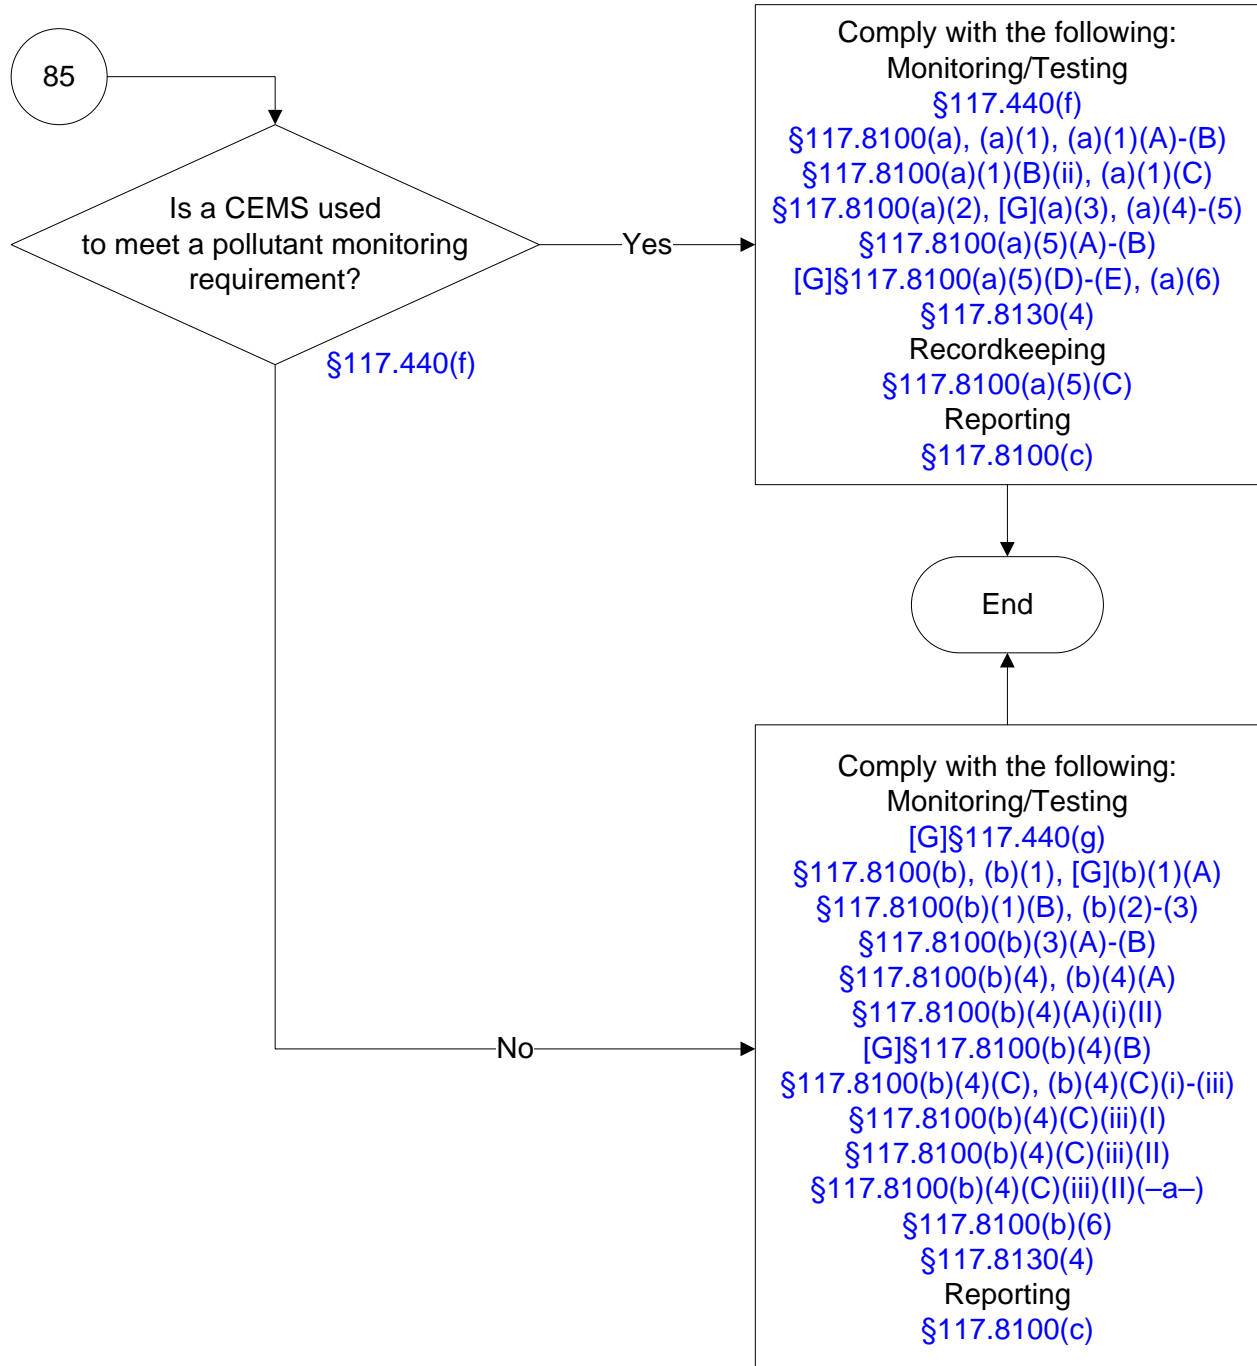 85
Is a CEMS used
to meet a pollutant monitoring
requirement?
§117.440(f)
Yes
Comply with the following:
Monitoring/Testing
§117.440(f)
§117.8100(a), (a)(1), (a)(1)(A)-(B)
§117.8100(a)(1)(B)(ii), (a)(1)(C)
§117.8100(a)(2), [G](a)(3), (a)(4)-(5)
§117.8100(a)(5)(A)-(B)
[G]§117.8100(a)(5)(D)-(E), (a)(6)
§117.8130(4)
Recordkeeping
§117.8100(a)(5)(C)
Reporting
§117.8100(c)
End
No
Comply with the following:
Monitoring/Testing
[G]§117.440(g)
§117.8100(b), (b)(1), [G](b)(1)(A)
§117.8100(b)(1)(B), (b)(2)-(3)
§117.8100(b)(3)(A)-(B)
§117.8100(b)(4), (b)(4)(A)
§117.8100(b)(4)(A)(i)(II)
[G]§117.8100(b)(4)(B)
§117.8100(b)(4)(C), (b)(4)(C)(i)-(iii)
§117.8100(b)(4)(C)(iii)(I)
§117.8100(b)(4)(C)(iii)(II)
§117.8100(b)(4)(C)(iii)(II)(–a–)
§117.8100(b)(6)
§117.8130(4)
Reporting
§117.8100(c)